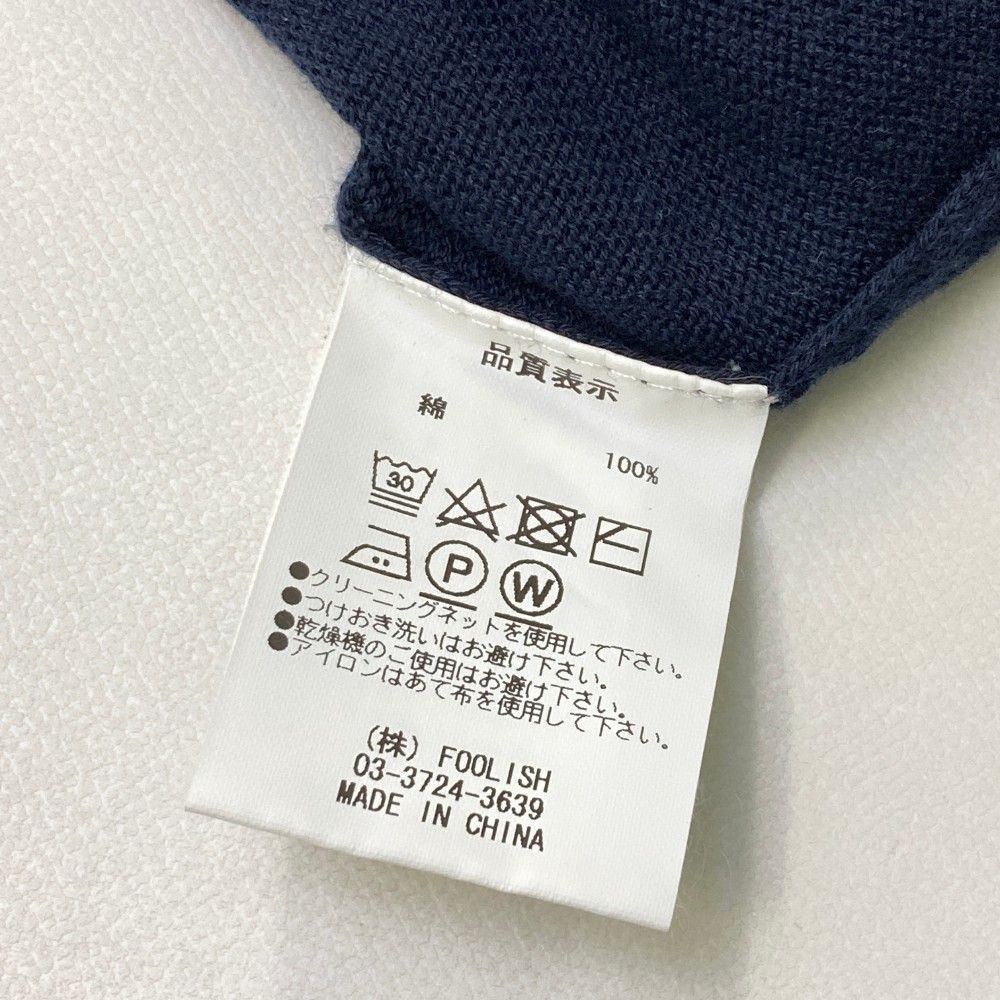 品質表示
綿 100%
30
P W
●クリーニングネットを使用して下さい。
●つけおき洗いはお避け下さい。
●乾燥機のご使用はお避け下さい。
●アイロンはあて布を使用して下さい。
(株) FOOLISH
03-3724-3639
MADE IN CHINA